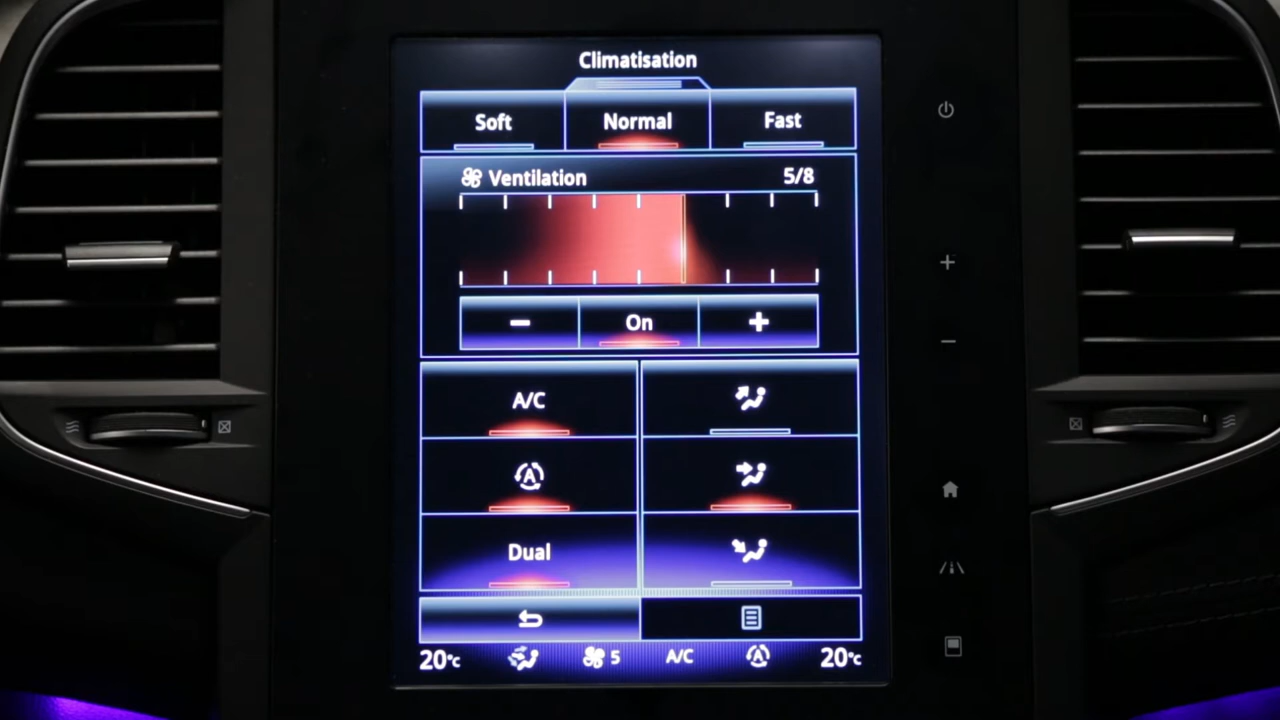 Climatisation
Soft Normal Fast
Ventilation 5/8
On
A/C
A
Dual
20°C 5 A/C A 20°C